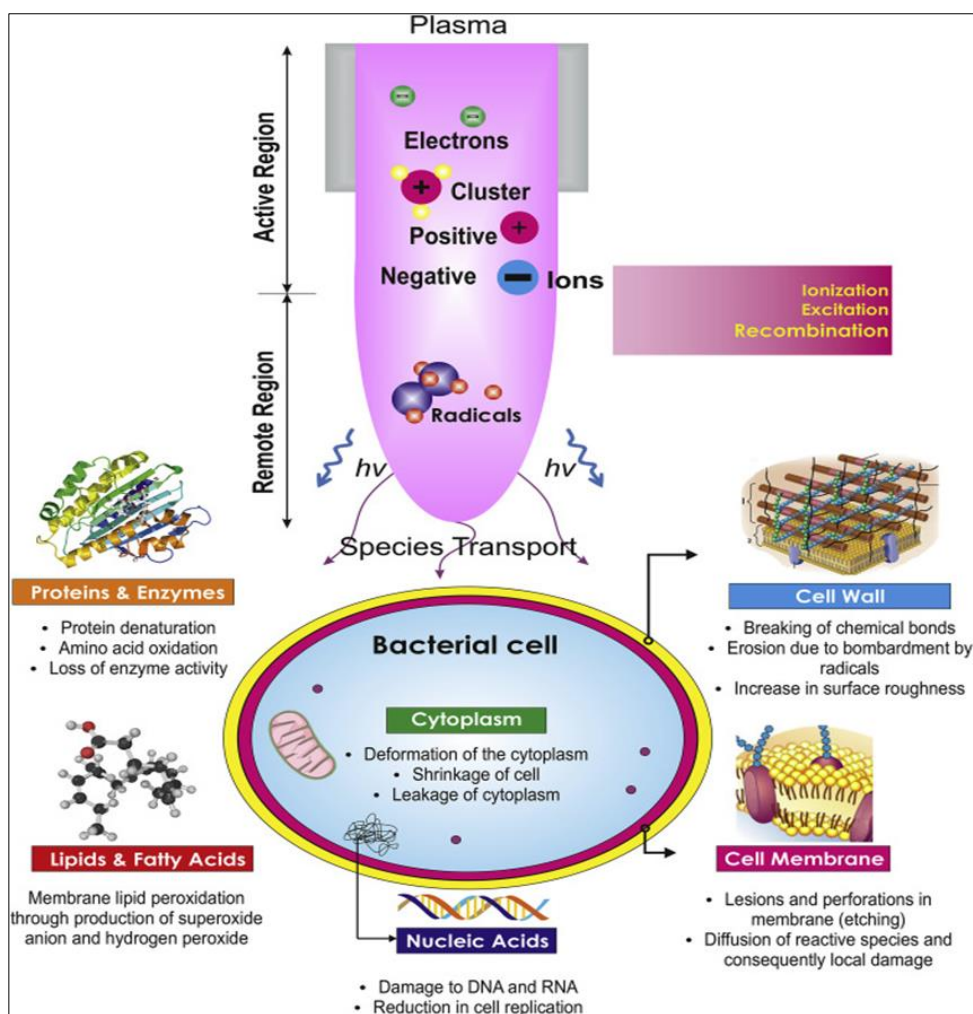 Plasma
Active Region
Electrons
+ Cluster
Positive +
Negative − Ions
Ionization
Excitation
Recombination
Remote Region
Radicals
hν
hν
Species Transport
Proteins & Enzymes
• Protein denaturation
• Amino acid oxidation
• Loss of enzyme activity
Cell Wall
• Breaking of chemical bonds
• Erosion due to bombardment by
radicals
• Increase in surface roughness
1
2
Bacterial cell
Cytoplasm
• Deformation of the cytoplasm
• Shrinkage of cell
• Leakage of cytoplasm
Lipids & Fatty Acids
Membrane lipid peroxidation
through production of superoxide
anion and hydrogen peroxide
Cell Membrane
• Lesions and perforations in
membrane (etching)
• Diffusion of reactive species and
consequently local damage
Nucleic Acids
• Damage to DNA and RNA
• Reduction in cell replication